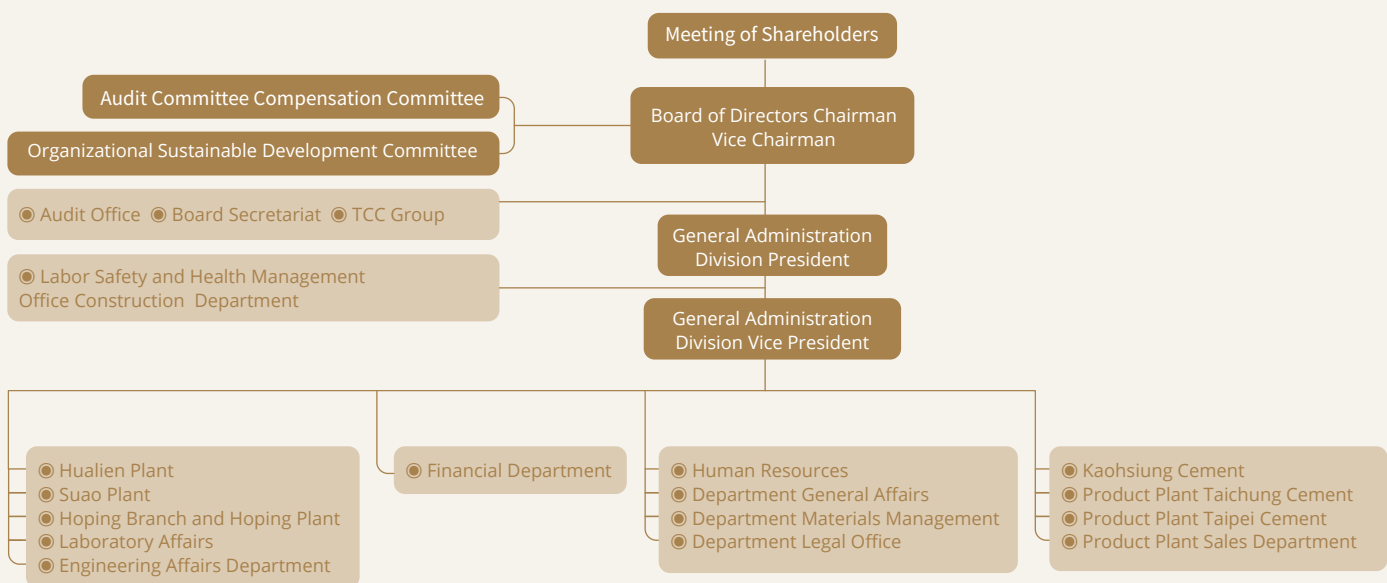 Meeting of Shareholders
Audit Committee Compensation Committee
Board of Directors Chairman
Vice Chairman
Organizational Sustainable Development Committee
◉ Audit Office ◉ Board Secretariat ◉ TCC Group
General Administration
Division President
◉ Labor Safety and Health Management
Office Construction Department
General Administration
Division Vice President
◉ Hualien Plant
◉ Suao Plant
◉ Hoping Branch and Hoping Plant
◉ Laboratory Affairs
◉ Engineering Affairs Department
◉ Financial Department
◉ Human Resources
◉ Department General Affairs
◉ Department Materials Management
◉ Department Legal Office
◉ Kaohsiung Cement
◉ Product Plant Taichung Cement
◉ Product Plant Taipei Cement
◉ Product Plant Sales Department